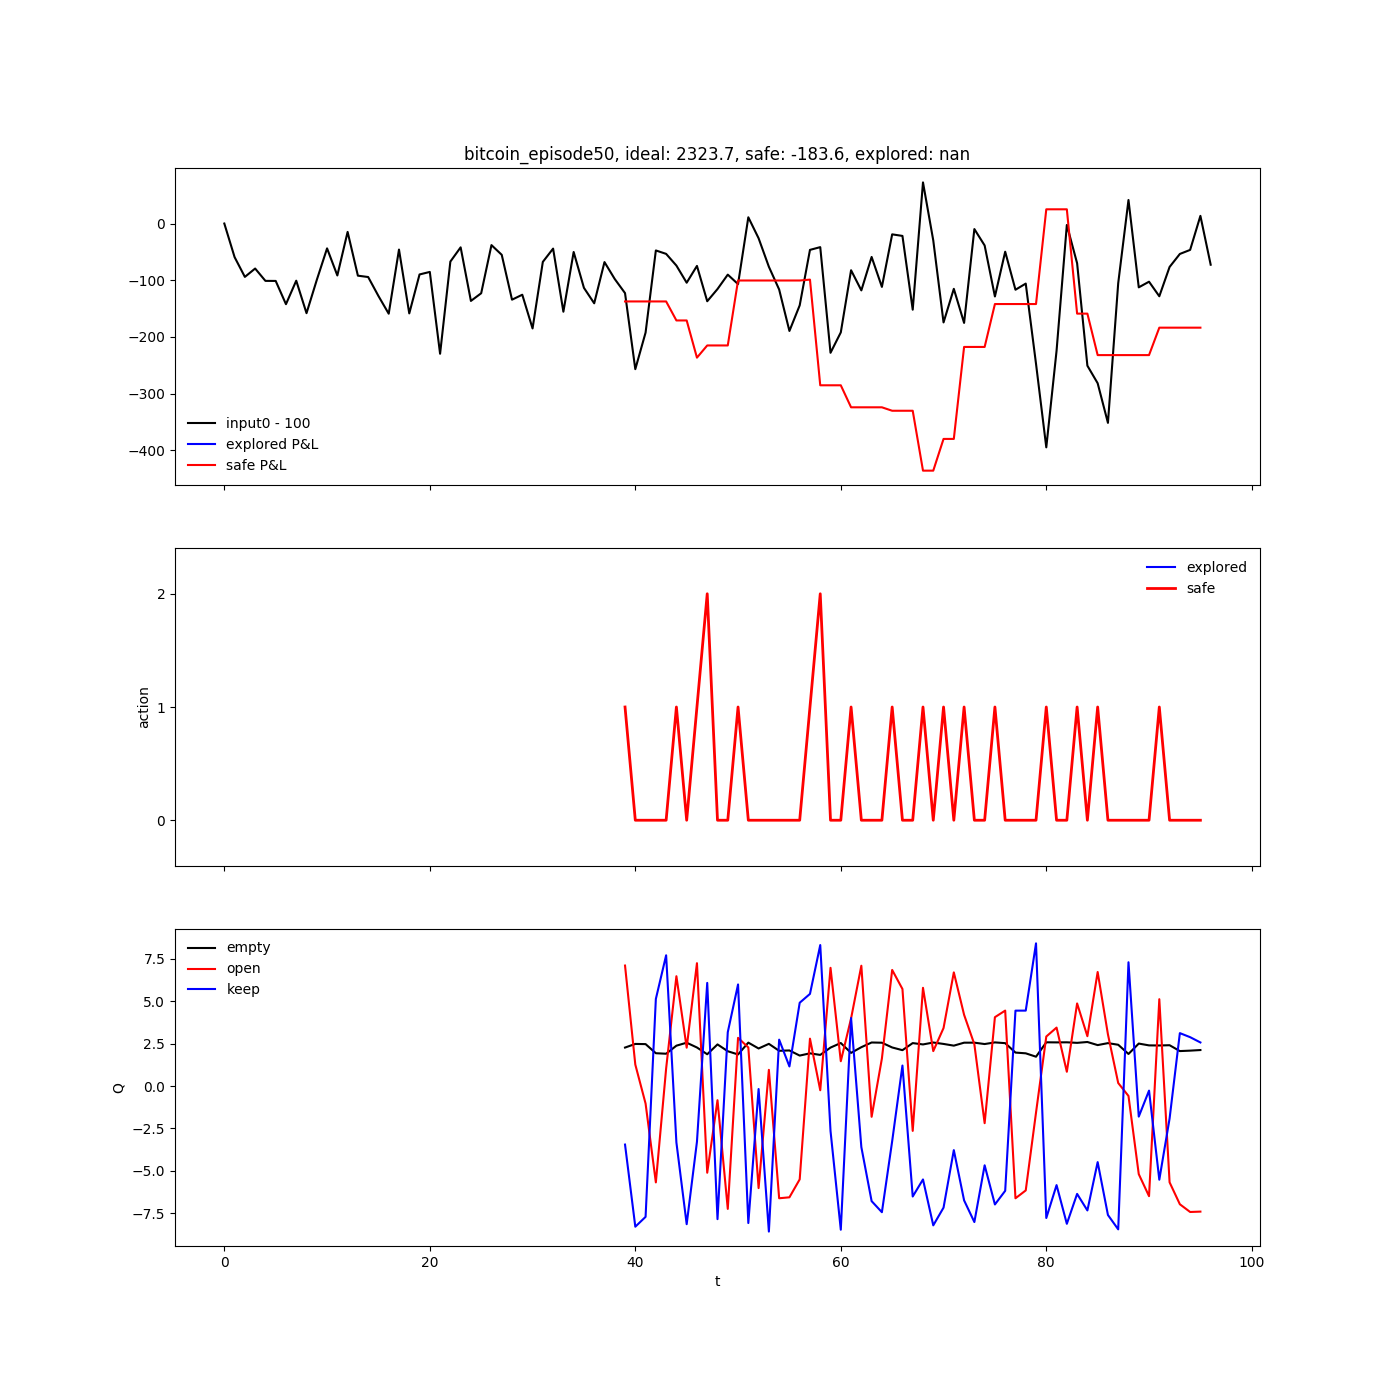 bitcoin_episode50, ideal: 2323.7, safe: -183.6, explored: nan
0
−100
−200
−300
−400
input0 - 100
explored P&L
safe P&L
2
1
0
action
explored
safe
7.5
5.0
2.5
0.0
−2.5
−5.0
−7.5
Q
empty
open
keep
0
20
40
60
80
100
t